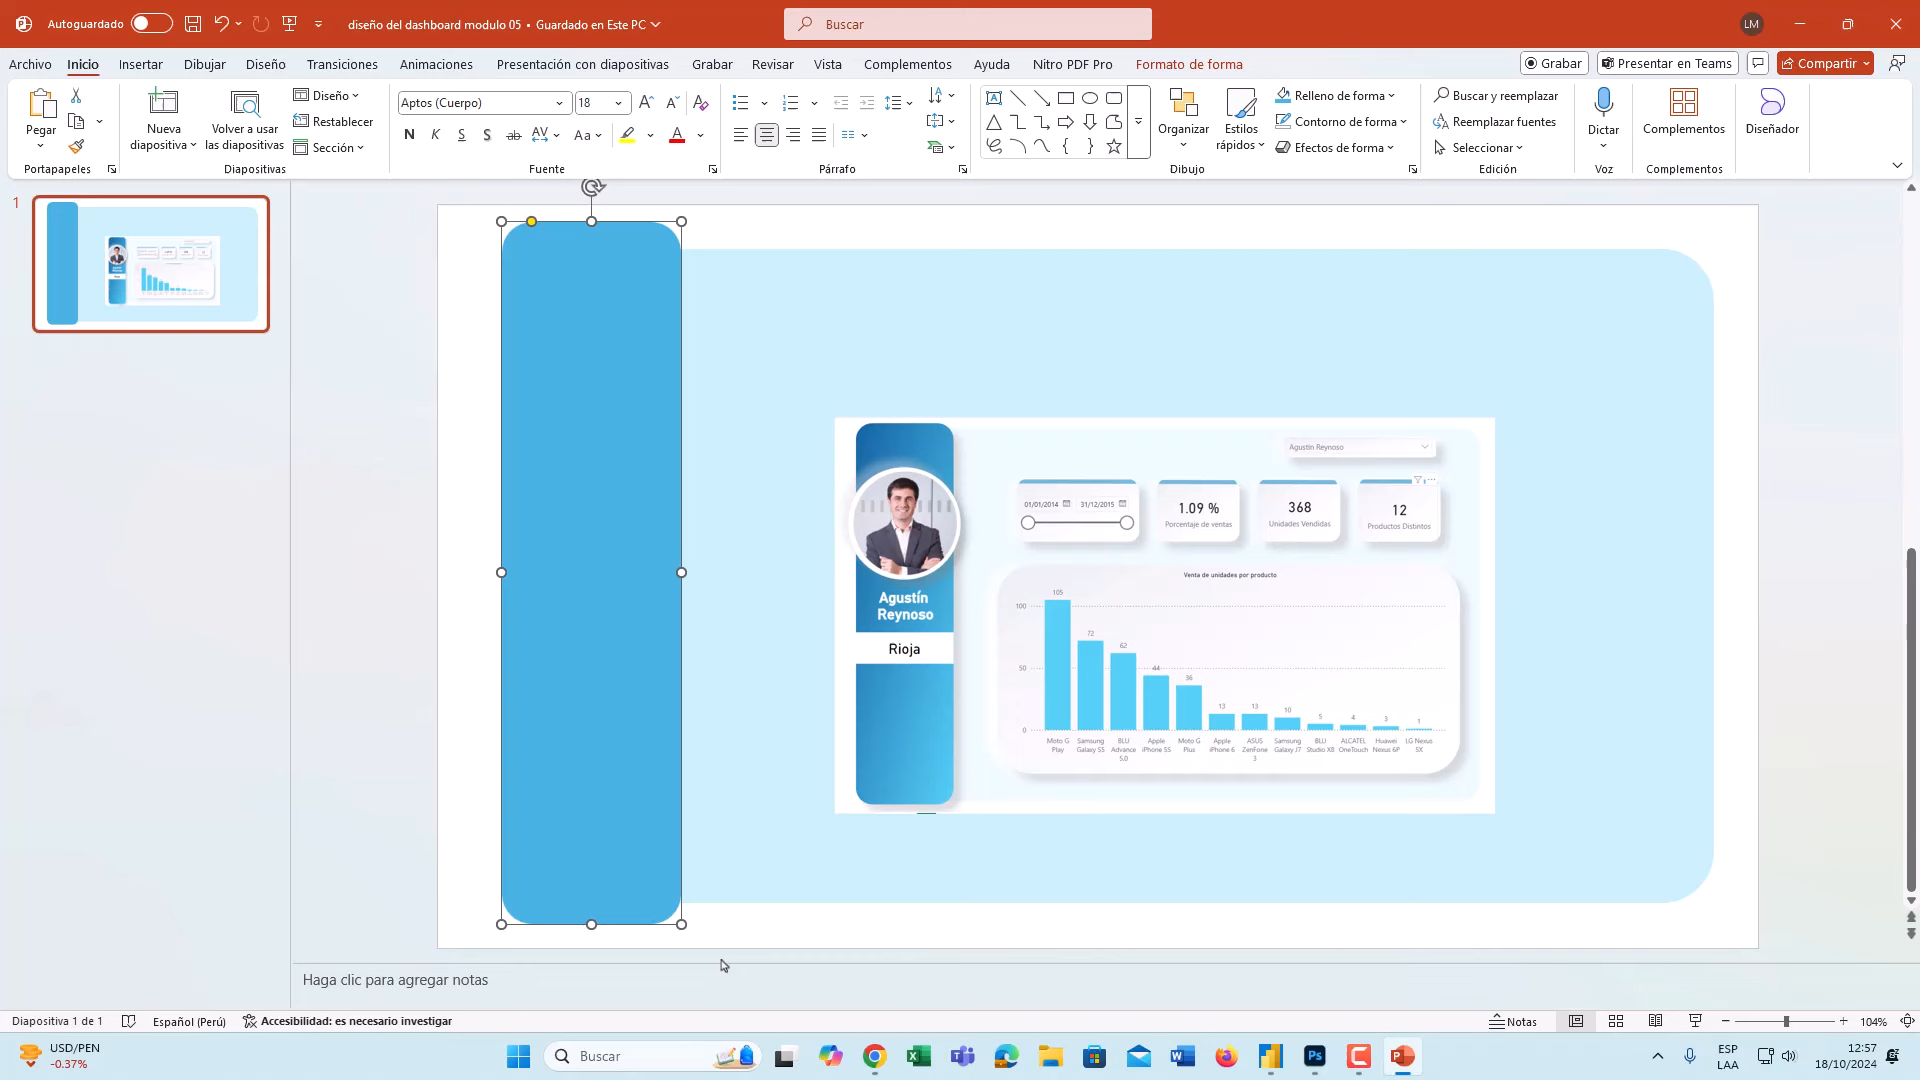 Autoguardado
diseño del dashboard modulo 05 • Guardado en Este PC
Buscar
LM
Archivo Inicio Insertar Dibujar Diseño Transiciones Animaciones Presentación con diapositivas Grabar Revisar Vista Complementos Ayuda Nitro PDF Pro Formato de forma
Grabar
Presentar en Teams
Compartir
Pegar
Nueva
diapositiva
Volver a usar
las diapositivas
Diseño
Restablecer
Sección
Aptos (Cuerpo)
18
N K S S ab AV Aa A
Organizar
Estilos
rápidos
Relleno de forma
Contorno de forma
Efectos de forma
Buscar y reemplazar
Reemplazar fuentes
Seleccionar
Dictar
Complementos
Diseñador
Portapapeles
Diapositivas
Fuente
Párrafo
Dibujo
Edición
Voz
Complementos
1
Agustín Reynoso
01/01/2014
31/12/2015
1.09 %
Porcentaje de ventas
368
Unidades Vendidas
12
Productos Distintos
Agustín
Reynoso
Rioja
Venta de unidades por producto
100
50
0
105
72
62
44
36
13
13
10
5
4
3
1
Moto G Play
Samsung Galaxy S5
BLU Advance 5.0
Apple iPhone 5S
Moto G Plus
Apple iPhone 6
ASUS ZenFone 3
Samsung Galaxy J7
BLU Studio X8
ALCATEL OneTouch
Huawei Nexus 6P
LG Nexus 5X
Haga clic para agregar notas
Diapositiva 1 de 1
Español (Perú)
Accesibilidad: es necesario investigar
Notas
104%
USD/PEN
-0.37%
Buscar
ESP
LAA
12:57
18/10/2024